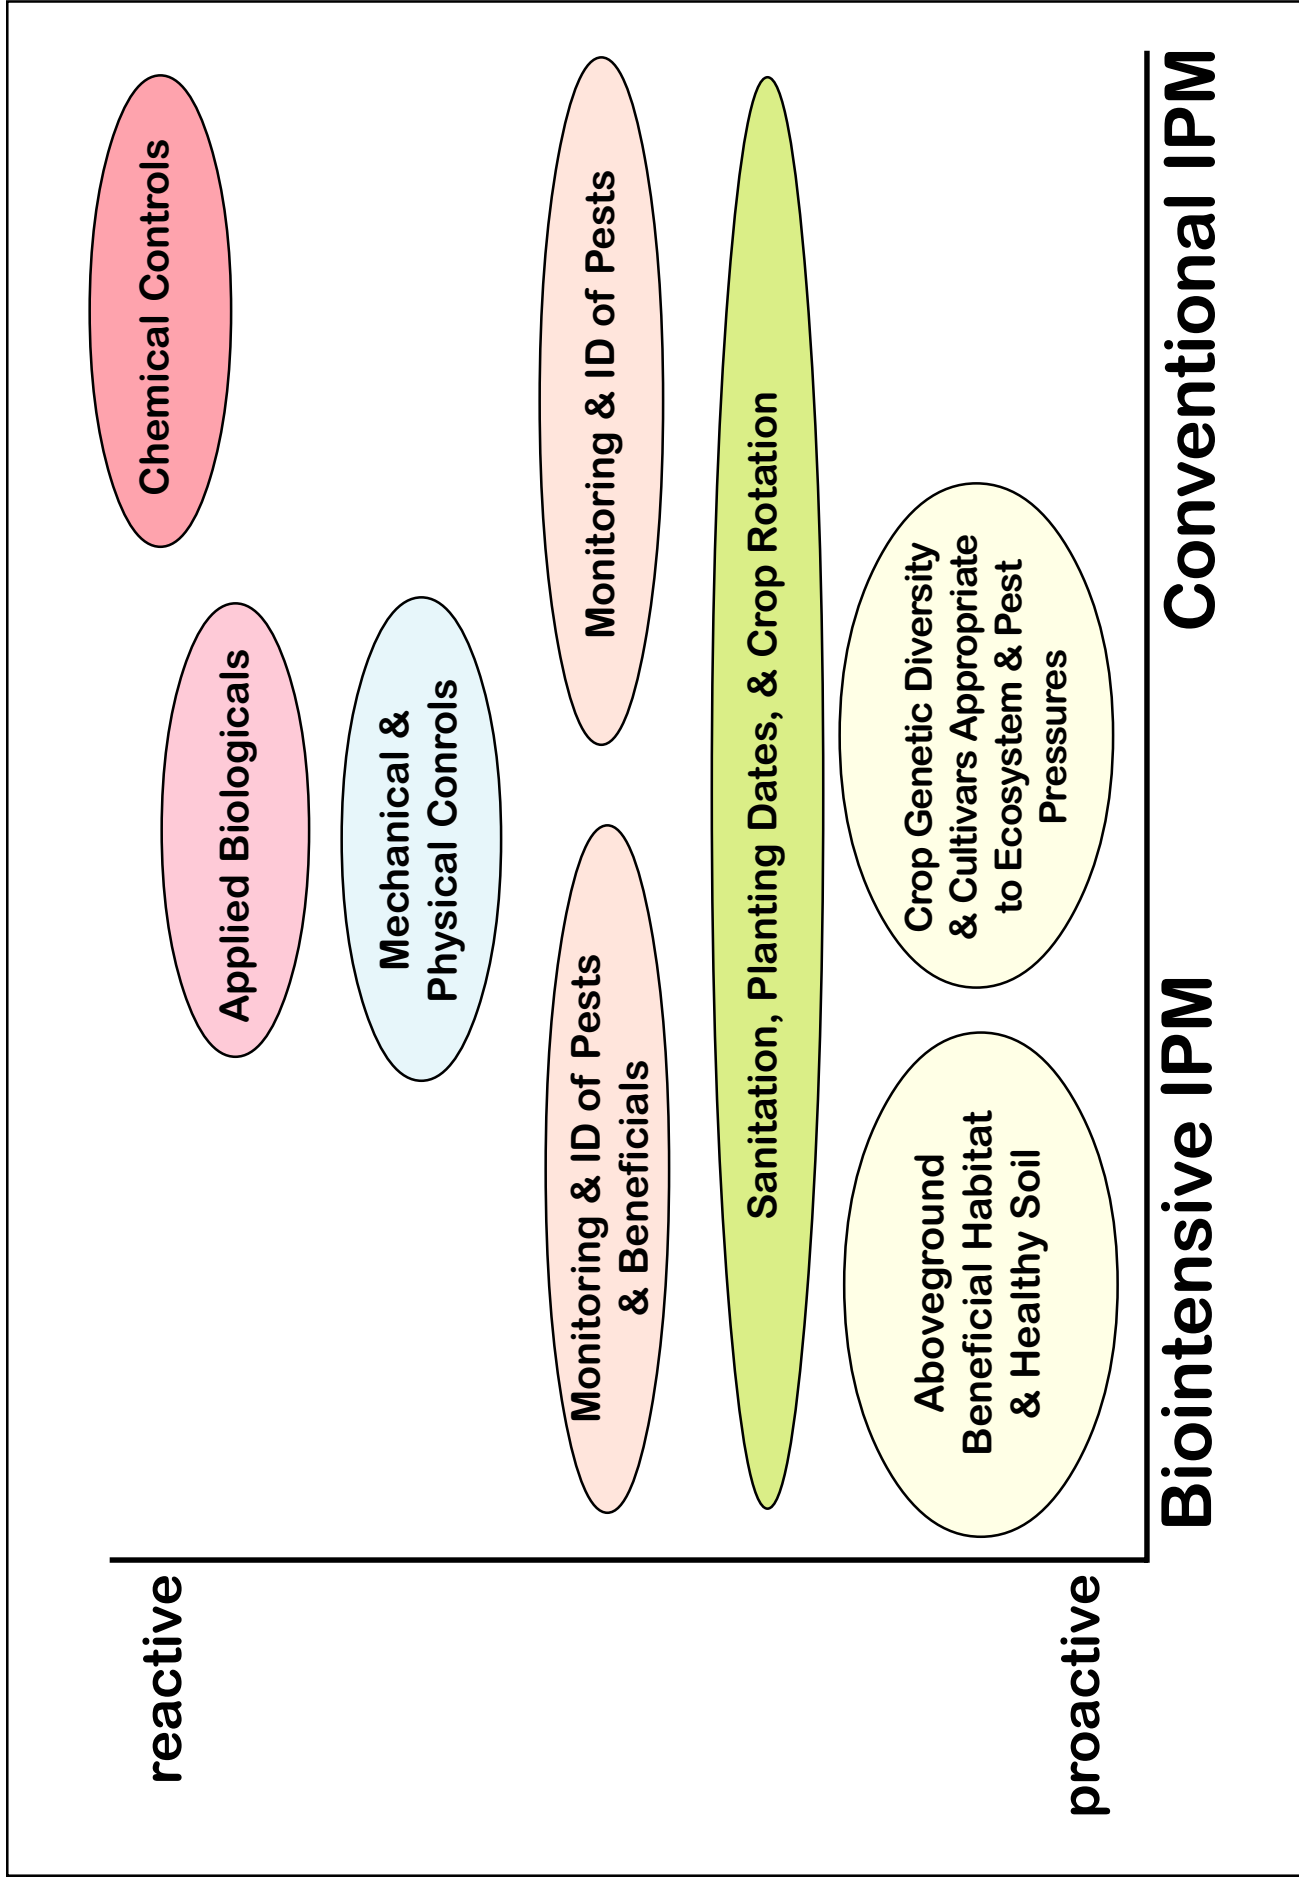 reactive
Chemical Controls
Applied Biologicals
Mechanical &
Physical Conrols
Monitoring & ID of Pests
& Beneficials
Monitoring & ID of Pests
Sanitation, Planting Dates, & Crop Rotation
Aboveground
Beneficial Habitat
& Healthy Soil
Crop Genetic Diversity
& Cultivars Appropriate
to Ecosystem & Pest
Pressures
proactive
Biointensive IPM
Conventional IPM